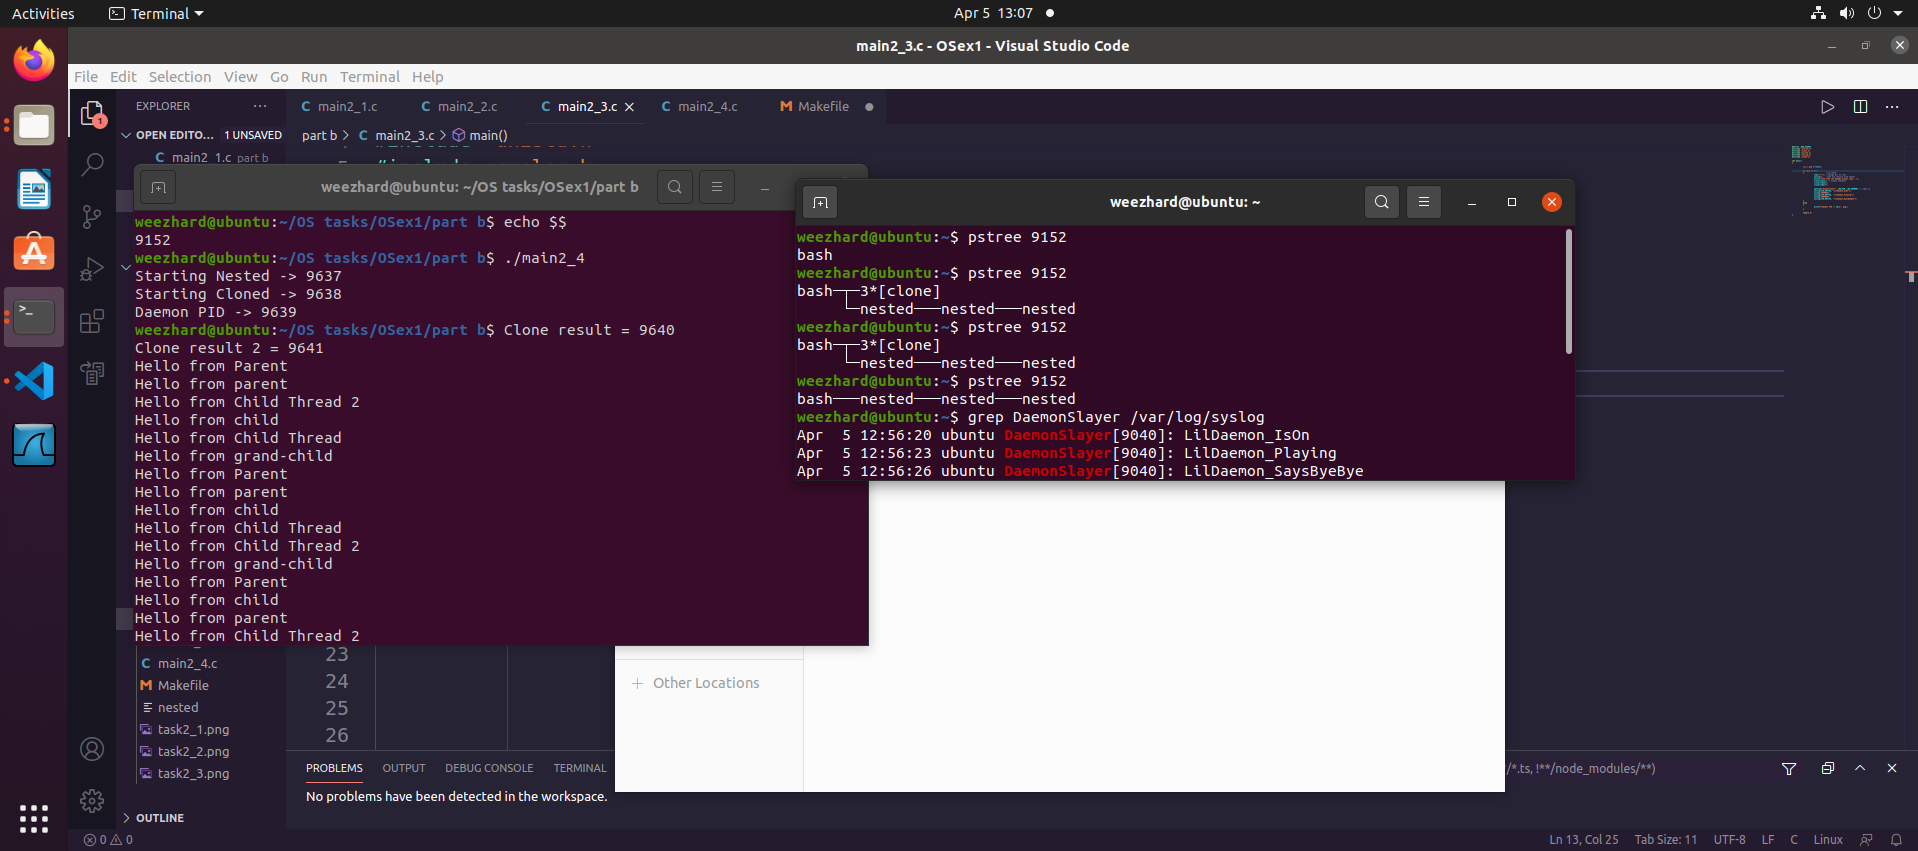 Activities
Terminal
Apr 5 13:07
main2_3.c - OSex1 - Visual Studio Code
File Edit Selection View Go Run Terminal Help
EXPLORER
main2_1.c
main2_2.c
main2_3.c
main2_4.c
Makefile
OPEN EDITO... 1 UNSAVED
part b > C main2_3.c > main()
main2_1.c part b
1
weezhard@ubuntu: ~/OS tasks/OSex1/part b
weezhard@ubuntu:~/OS tasks/OSex1/part b$ echo $$
9152
weezhard@ubuntu:~/OS tasks/OSex1/part b$ ./main2_4
Starting Nested -> 9637
Starting Cloned -> 9638
Daemon PID -> 9639
weezhard@ubuntu:~/OS tasks/OSex1/part b$ Clone result = 9640
Clone result 2 = 9641
Hello from Parent
Hello from parent
Hello from Child Thread 2
Hello from child
Hello from Child Thread
Hello from grand-child
Hello from Parent
Hello from parent
Hello from child
Hello from Child Thread
Hello from Child Thread 2
Hello from grand-child
Hello from Parent
Hello from child
Hello from parent
Hello from Child Thread 2
weezhard@ubuntu: ~
weezhard@ubuntu:~$ pstree 9152
bash
weezhard@ubuntu:~$ pstree 9152
bash─┬─3*[clone]
└─nested───nested───nested
weezhard@ubuntu:~$ pstree 9152
bash─┬─3*[clone]
└─nested───nested───nested
weezhard@ubuntu:~$ pstree 9152
bash───nested───nested───nested
weezhard@ubuntu:~$ grep DaemonSlayer /var/log/syslog
Apr  5 12:56:20 ubuntu DaemonSlayer[9040]: LilDaemon_IsOn
Apr  5 12:56:23 ubuntu DaemonSlayer[9040]: LilDaemon_Playing
Apr  5 12:56:26 ubuntu DaemonSlayer[9040]: LilDaemon_SaysByeBye
main2_4.c
Makefile
nested
task2_1.png
task2_2.png
task2_3.png
OUTLINE
23
24
25
26
Other Locations
PROBLEMS OUTPUT DEBUG CONSOLE TERMINAL
/*.ts, !**/node_modules/**)
No problems have been detected in the workspace.
0 0
Ln 13, Col 25 Tab Size: 11 UTF-8 LF C Linux